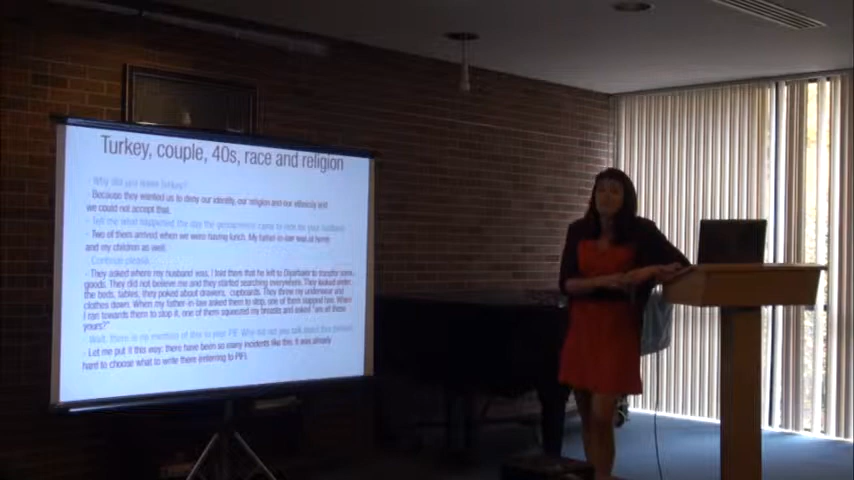 Turkey, couple, 40s, race and religion
- Why did you leave Turkey?
- Because they wanted us to deny our identity, our religion and our ethnicity and
we could not accept that.
- Tell me what happened the day the gendarmerie came to look for your husband.
- Two of them arrived when we were having lunch. My father-in-law was at home
and my children as well.
- Continue please.
- They asked where my husband was, I told them that he left to Diyarbakir to transfer some
goods. They did not believe me and they started searching everywhere. They looked under
the beds, tables, they poked about drawers, cupboards. They threw my underwear and
clothes down. When my father-in-law asked them to stop, one of them slapped him. When
I ran towards them to stop it, one of them squeezed my breasts and asked "are all these
yours?"
- Wait, there is no mention of this in your PIF. Why did not you talk about this
- Let me put it this way: there have been so many incidents like this. It was already
hard to choose what to write there (referring to PIF).